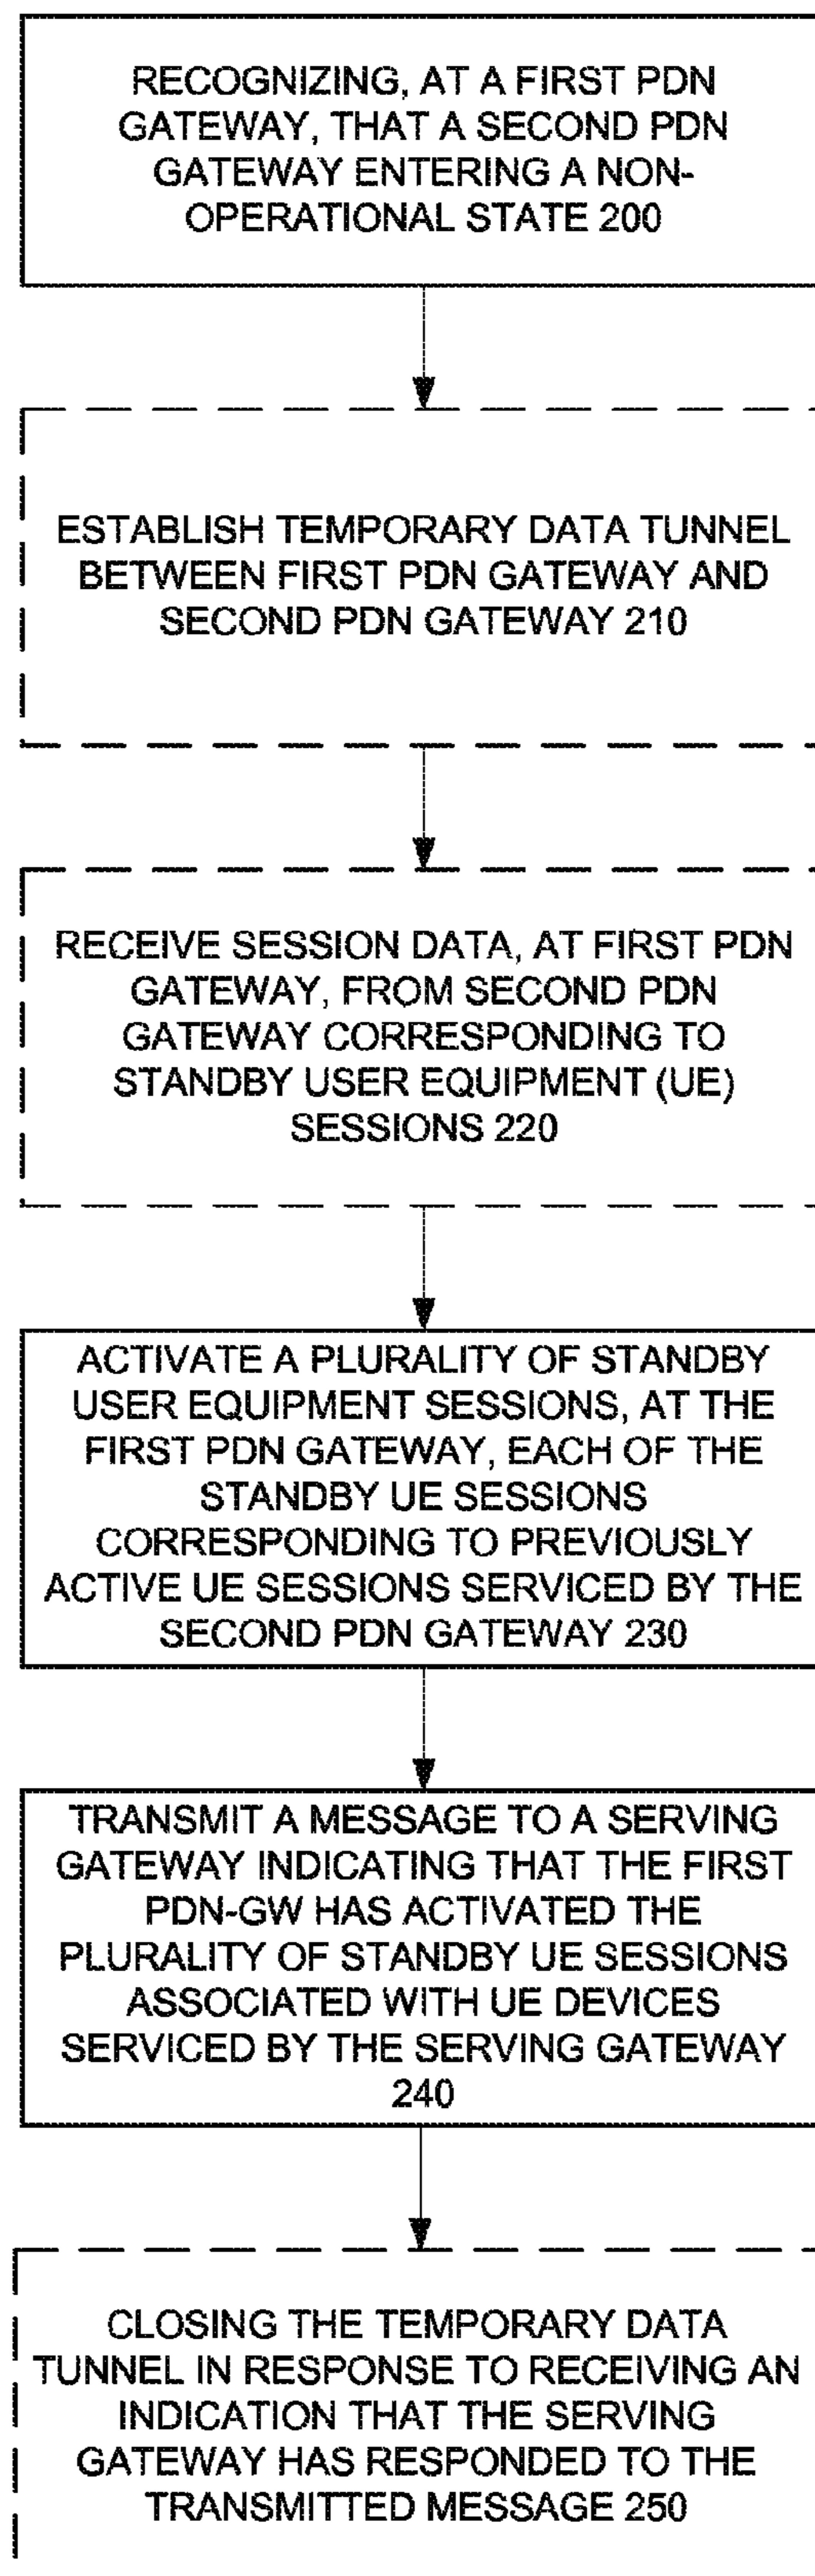 RECOGNIZING, AT A FIRST PDN
GATEWAY, THAT A SECOND PDN
GATEWAY ENTERING A NON-
OPERATIONAL STATE 200
ESTABLISH TEMPORARY DATA TUNNEL
BETWEEN FIRST PDN GATEWAY AND
SECOND PDN GATEWAY 210
RECEIVE SESSION DATA, AT FIRST PDN
GATEWAY, FROM SECOND PDN
GATEWAY CORRESPONDING TO
STANDBY USER EQUIPMENT (UE)
SESSIONS 220
ACTIVATE A PLURALITY OF STANDBY
USER EQUIPMENT SESSIONS, AT THE
FIRST PDN GATEWAY, EACH OF THE
STANDBY UE SESSIONS
CORRESPONDING TO PREVIOUSLY
ACTIVE UE SESSIONS SERVICED BY THE
SECOND PDN GATEWAY 230
TRANSMIT A MESSAGE TO A SERVING
GATEWAY INDICATING THAT THE FIRST
PDN-GW HAS ACTIVATED THE
PLURALITY OF STANDBY UE SESSIONS
ASSOCIATED WITH UE DEVICES
SERVICED BY THE SERVING GATEWAY
240
CLOSING THE TEMPORARY DATA
TUNNEL IN RESPONSE TO RECEIVING AN
INDICATION THAT THE SERVING
GATEWAY HAS RESPONDED TO THE
TRANSMITTED MESSAGE 250